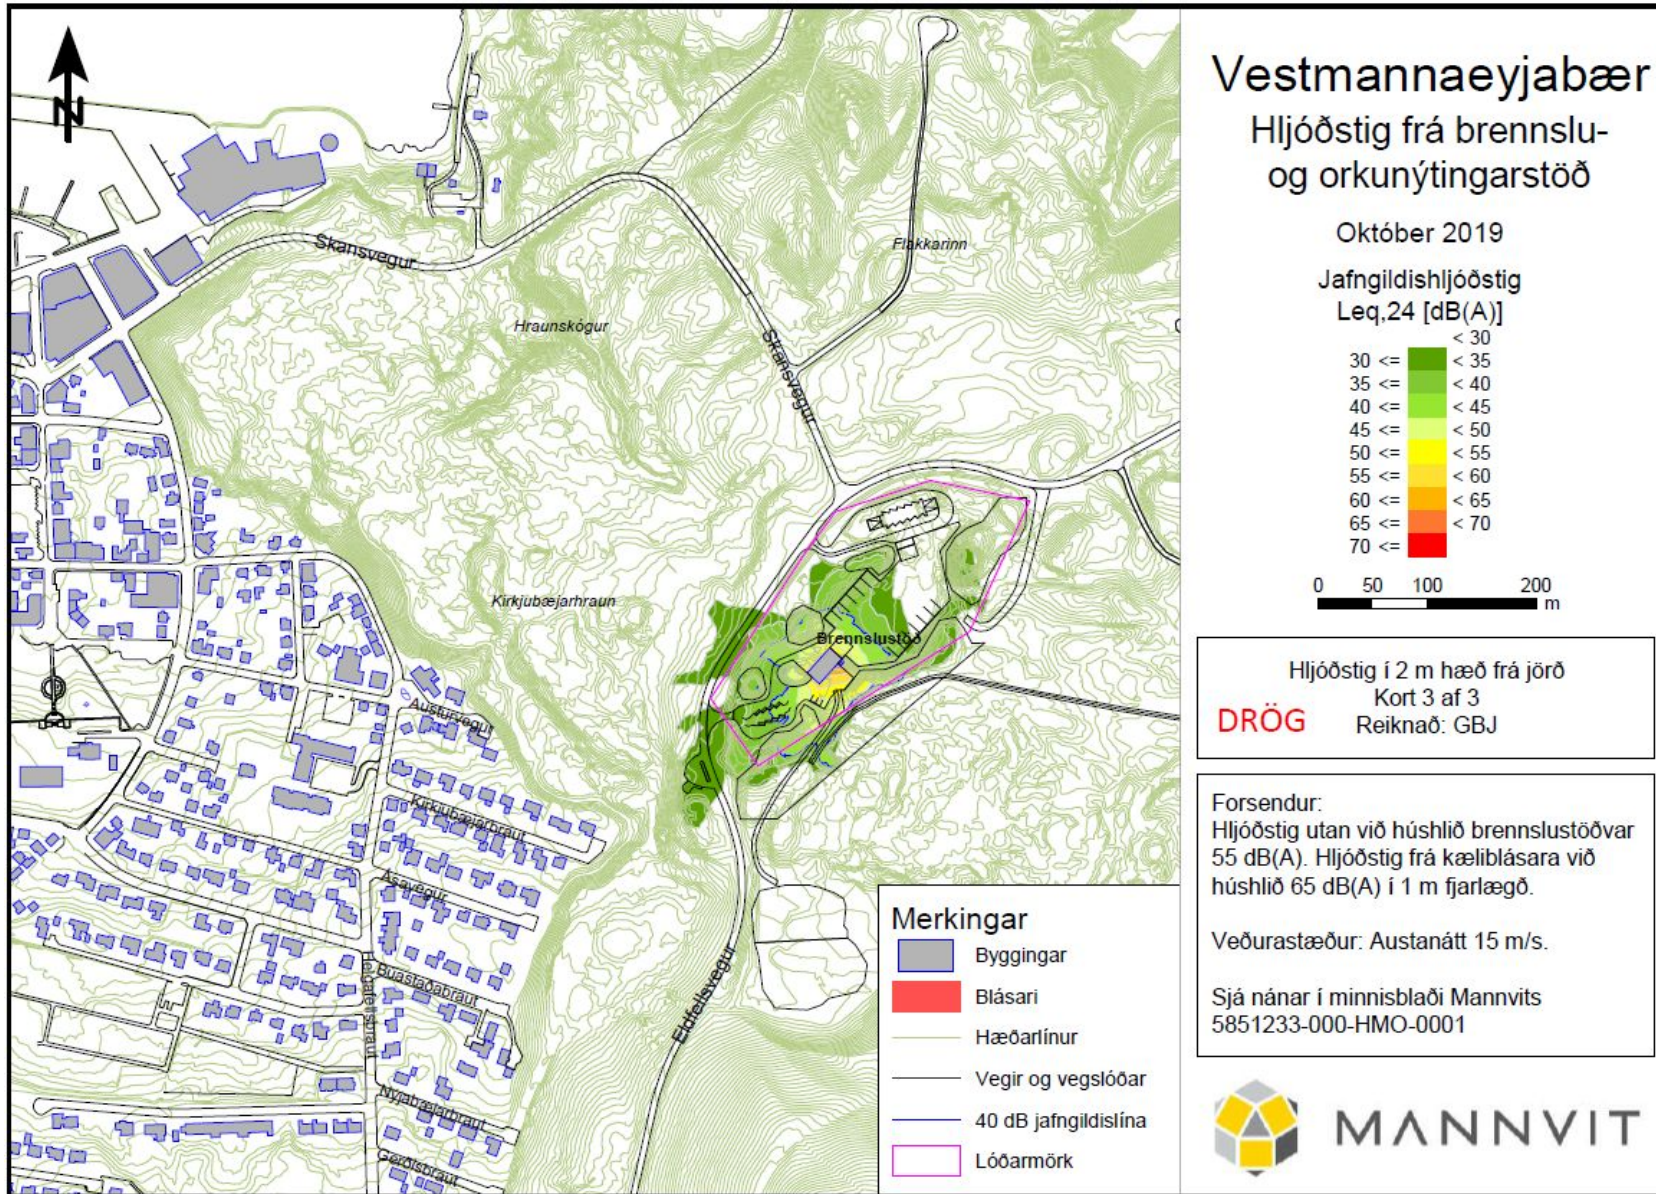 N
Skansvegur
Flakkarinn
Hraunskógur
Skansvegur
Kirkjubæjarhraun
Brennslustöð
Austurvegur
Kirkjubæjarbraut
Ásavegur
Búastaðabraut
Helgafellsbraut
Eldfellsvegur
Nýjabæjarbraut
Gerðisbraut
Merkingar
Byggingar
Blásari
Hæðarlínur
Vegir og vegslóðar
40 dB jafngildislína
Lóðarmörk
Vestmannaeyjabær
Hljóðstig frá brennslu-
og orkunýtingarstöð
Október 2019
Jafngildishljóðstig
Leq,24 [dB(A)]
< 30
30 <= < 35
35 <= < 40
40 <= < 45
45 <= < 50
50 <= < 55
55 <= < 60
60 <= < 65
65 <= < 70
70 <=
0 50 100 200
m
Hljóðstig í 2 m hæð frá jörð
Kort 3 af 3
DRÖG Reiknað: GBJ
Forsendur:
Hljóðstig utan við húshlið brennslustöðvar
55 dB(A). Hljóðstig frá kæliblásara við
húshlið 65 dB(A) í 1 m fjarlægð.
Veðurastæður: Austanátt 15 m/s.
Sjá nánar í minnisblaði Mannvits
5851233-000-HMO-0001
MANNVIT